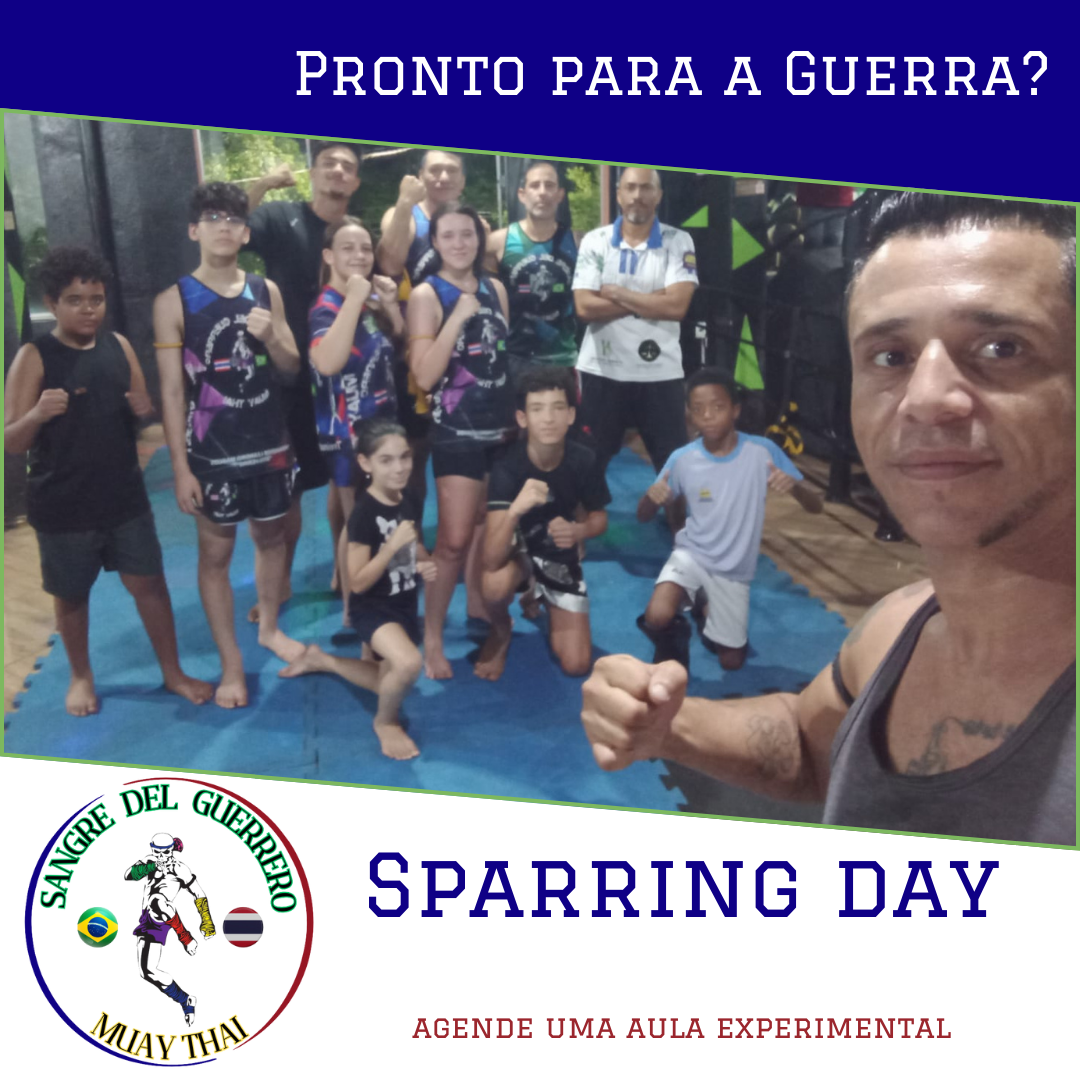 Pronto para a Guerra?
SANGRE DEL GUERRERO
MUAY THAI
Sparring day
agende uma aula experimental